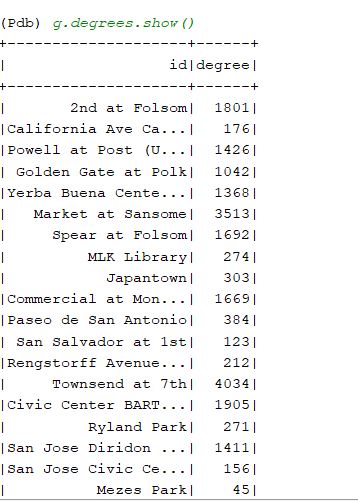 (Pdb) g.degrees.show()
+--------------------+------+
|                  id|degree|
+--------------------+------+
|       2nd at Folsom|  1801|
|California Ave Ca...|   176|
|Powell at Post (U...|  1426|
| Golden Gate at Polk|  1042|
|Yerba Buena Cente...|  1368|
|   Market at Sansome|  3513|
|     Spear at Folsom|  1692|
|         MLK Library|   274|
|           Japantown|   303|
|Commercial at Mon...|  1669|
|Paseo de San Antonio|   384|
| San Salvador at 1st|   123|
|Rengstorff Avenue...|   212|
|     Townsend at 7th|  4034|
|Civic Center BART...|  1905|
|         Ryland Park|   271|
|San Jose Diridon ...|  1411|
|San Jose Civic Ce...|   156|
|          Mezes Park|    45|